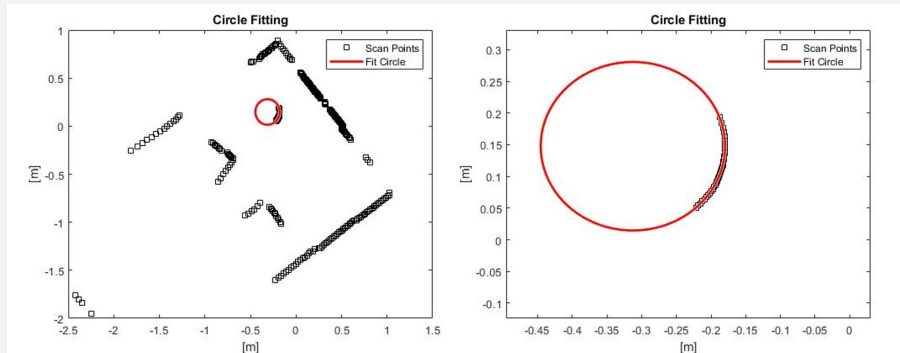 Circle Fitting
Scan Points
Fit Circle
1
0.5
0
-0.5
-1
-1.5
-2
[m]
-2.5 -2 -1.5 -1 -0.5 0 0.5 1 1.5
[m]
Circle Fitting
Scan Points
Fit Circle
0.3
0.25
0.2
0.15
0.1
0.05
0
-0.05
-0.1
[m]
-0.45 -0.4 -0.35 -0.3 -0.25 -0.2 -0.15 -0.1 -0.05 0
[m]